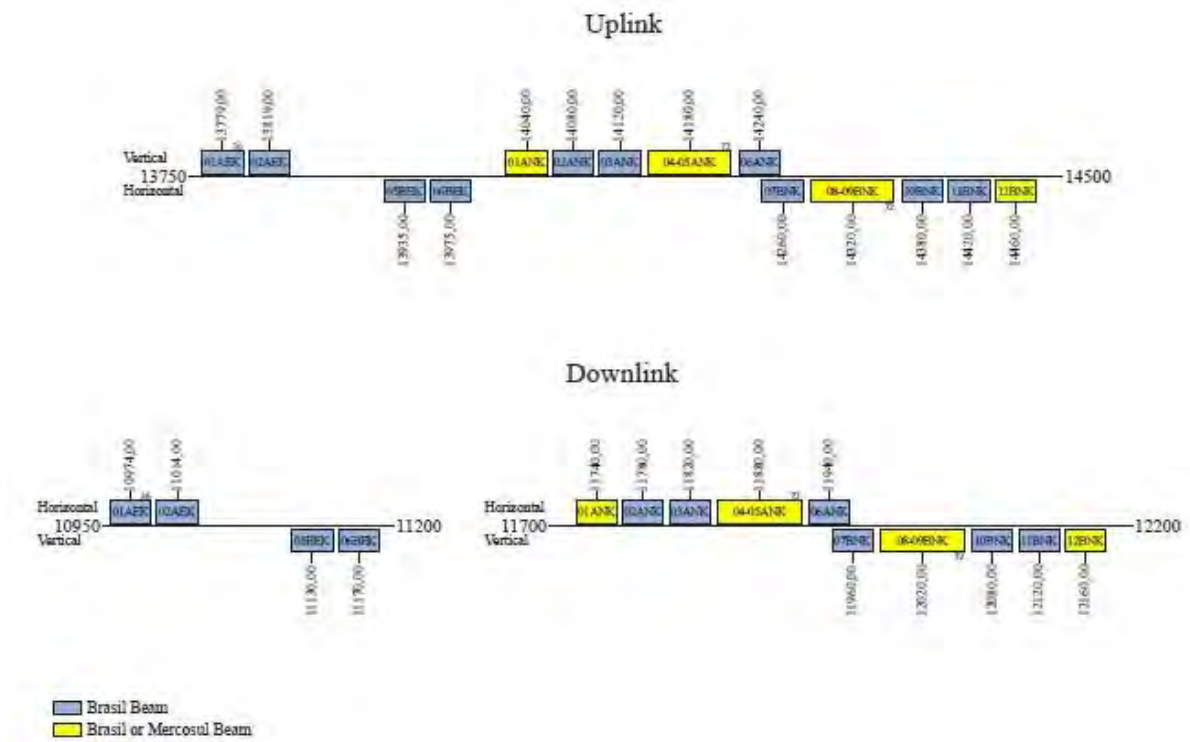 Uplink
13779,00
13819,00
14040,00
14080,00
14120,00
14180,00
14240,00
Vertical
01AEK
02AEK
01ANK
02ANK
03ANK
04-05ANK
06ANK
13750
14500
Horizontal
05BEK
06BEK
07BNK
08-09BNK
10BNK
11BNK
12BNK
13935,00
13975,00
14260,00
14320,00
14380,00
14420,00
14460,00
Downlink
10974,00
11014,00
11740,00
11780,00
11820,00
11880,00
11940,00
Horizontal
01AEK
02AEK
Horizontal
01ANK
02ANK
03ANK
04-05ANK
06ANK
10950
11200
11700
12200
Vertical
05BEK
06BEK
Vertical
07BNK
08-09BNK
10BNK
11BNK
12BNK
11130,00
11170,00
11960,00
12020,00
12080,00
12120,00
12160,00
Brasil Beam
Brasil or Mercosul Beam